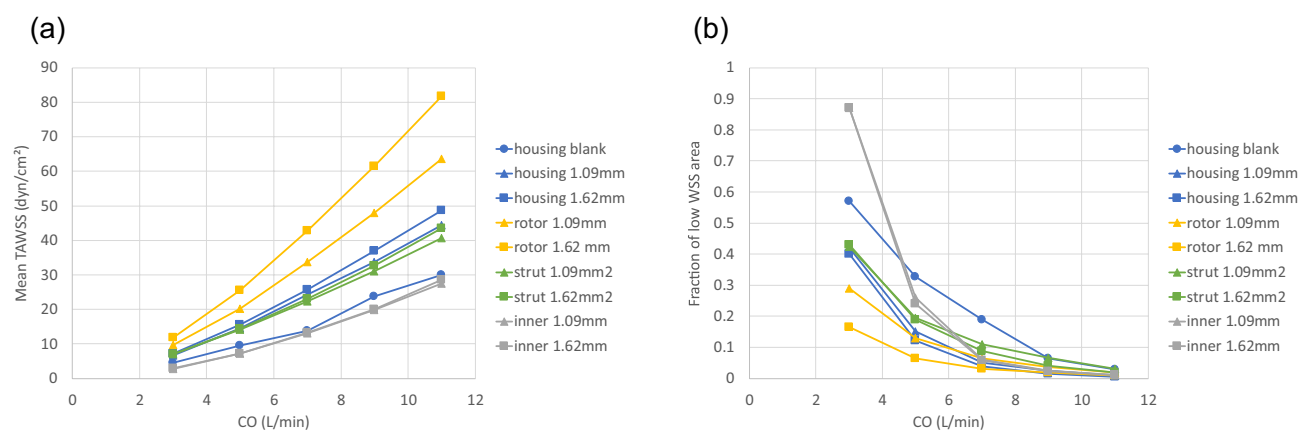 (a)
90
80
70
60
50
40
30
20
10
0
Mean TAWSS (dyn/cm²)
0 2 4 6 8 10 12
CO (L/min)
housing blank
housing 1.09mm
housing 1.62mm
rotor 1.09mm
rotor 1.62 mm
strut 1.09mm2
strut 1.62mm2
inner 1.09mm
inner 1.62mm
(b)
1
0.9
0.8
0.7
0.6
0.5
0.4
0.3
0.2
0.1
0
Fraction of low WSS area
0 2 4 6 8 10 12
CO (L/min)
housing blank
housing 1.09mm
housing 1.62mm
rotor 1.09mm
rotor 1.62 mm
strut 1.09mm2
strut 1.62mm2
inner 1.09mm
inner 1.62mm